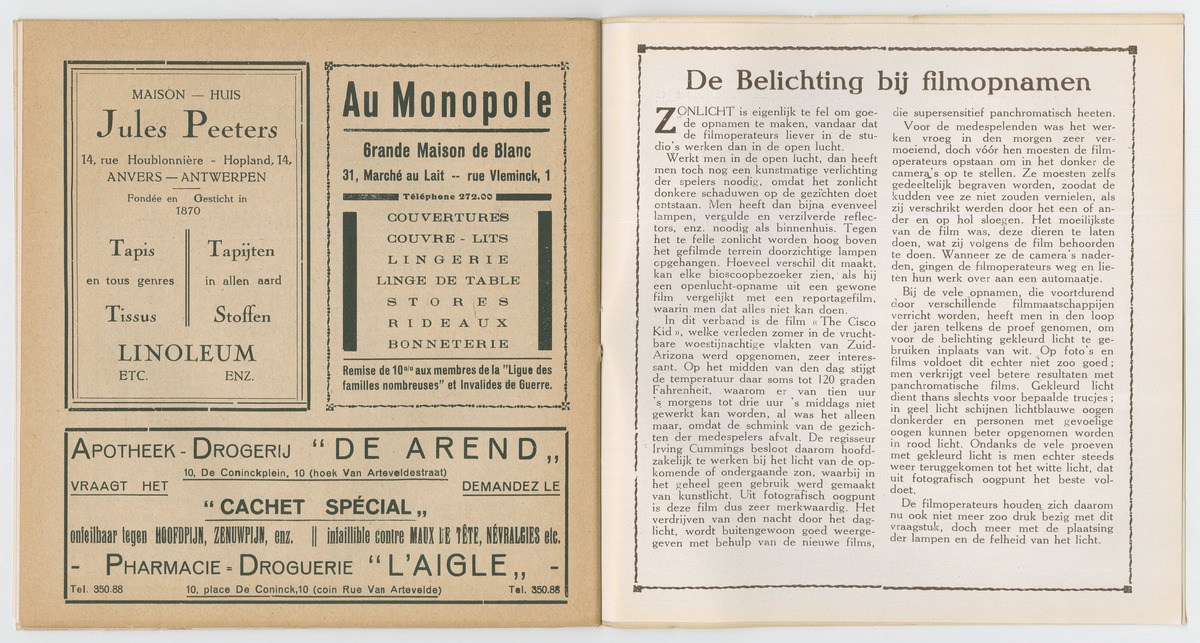 MAISON — HUIS
Jules Peeters
14, rue Houblonnière - Hopland, 14,
ANVERS — ANTWERPEN
Fondée en Gesticht in
1870
Tapis
en tous genres
Tissus
Tapijten
in allen aard
Stoffen
LINOLEUM
ETC. ENZ.
Au Monopole
Grande Maison de Blanc
31, Marché au Lait -- rue Vleminck, 1
Téléphone 272.00
COUVERTURES
COUVRE - LITS
LINGERIE
LINGE DE TABLE
STORES
RIDEAUX
BONNETERIE
Remise de 10 o/o aux membres de la "Ligue des
familles nombreuses" et Invalides de Guerre.
APOTHEEK - DROGERIJ “DE AREND„
10, De Coninckplein, 10 (hoek Van Arteveldestraat)
VRAAGT HET DEMANDEZ LE
“CACHET SPÉCIAL„
onfeilbaar tegen HOOFDPIJN, ZENUWPIJN, enz. || infaillible contre MAUX DE TÊTE, NÉVRALGIES etc.
- PHARMACIE - DROGUERIE “L'AIGLE„ -
Tel. 350.88 10, place De Coninck,10 (coin Rue Van Artevelde) Tel. 350.88
De Belichting bij filmopnamen
ZONLICHT is eigenlijk te fel om goe-
de opnamen te maken, vandaar dat
de filmoperateurs liever in de stu-
dio's werken dan in de open lucht.
Werkt men in de open lucht, dan heeft
men toch nog een kunstmatige verlichting
der spelers noodig, omdat het zonlicht
donkere schaduwen op de gezichten doet
ontstaan. Men heeft dan bijna evenveel
lampen, vergulde en verzilverde reflec-
tors, enz. noodig als binnenhuis. Tegen
het te felle zonlicht worden hoog boven
het gefilmde terrein doorzichtige lampen
opgehangen. Hoeveel verschil dit maakt,
kan elke bioscoopbezoeker zien, als hij
een openlucht-opname uit een gewone
film vergelijkt met een reportagefilm,
waarin men dat alles niet kan doen.
In dit verband is de film « The Cisco
Kid », welke verleden zomer in de vrucht-
bare woestijnachtige vlakten van Zuid-
Arizona werd opgenomen, zeer interes-
sant. Op het midden van den dag stijgt
de temperatuur daar soms tot 120 graden
Fahrenheit, waarom er van tien uur
's morgens tot drie uur 's middags niet
gewerkt kan worden, al was het alleen
maar, omdat de schmink van de gezich-
ten der medespelers afvalt. De regisseur
Irving Cummings besloot daarom hoofd-
zakelijk te werken bij het licht van de op-
komende of ondergaande zon, waarbij in
het geheel geen gebruik werd gemaakt
van kunstlicht. Uit fotografisch oogpunt
is deze film dus zeer merkwaardig. Het
verdrijven van den nacht door het dag-
licht, wordt buitengewoon goed weerge-
geven met behulp van de nieuwe films,
die supersensitief panchromatisch heeten.
Voor de medespelenden was het wer-
ken vroeg in den morgen zeer ver-
moeiend, doch vóór hen moesten de film-
operateurs opstaan om in het donker de
camera's op te stellen. Ze moesten zelfs
gedeeltelijk begraven worden, zoodat de
kudden vee ze niet zouden vernielen, als
zij verschrikt werden door het een of an-
der en op hol sloegen. Het moeilijkste
van de film was, deze dieren te laten
doen, wat zij volgens de film behoorden
te doen. Wanneer ze de camera's nader-
den, gingen de filmoperateurs weg en lie-
ten hun werk over aan een automaatje.
Bij de vele opnamen, die voortdurend
door verschillende filmmaatschappijen
verricht worden, heeft men in den loop
der jaren telkens de proef genomen, om
voor de belichting gekleurd licht te ge-
bruiken inplaats van wit. Op foto's en
films voldoet dit echter niet zoo goed ;
men verkrijgt veel betere resultaten met
panchromatische films. Gekleurd licht
dient thans slechts voor bepaalde trucjes ;
in geel licht schijnen lichtblauwe oogen
donkerder en personen met gevoelige
oogen kunnen beter opgenomen worden
in rood licht. Ondanks de vele proeven
met gekleurd licht is men echter steeds
weer teruggekomt tot het witte licht, dat
uit fotografisch oogpunt het beste vol-
doet.
De filmoperateurs houden zich daarom
nu ook niet meer zoo druk bezig met dit
vraagstuk, doch meer met de plaatsing
der lampen en de felheid van het licht.